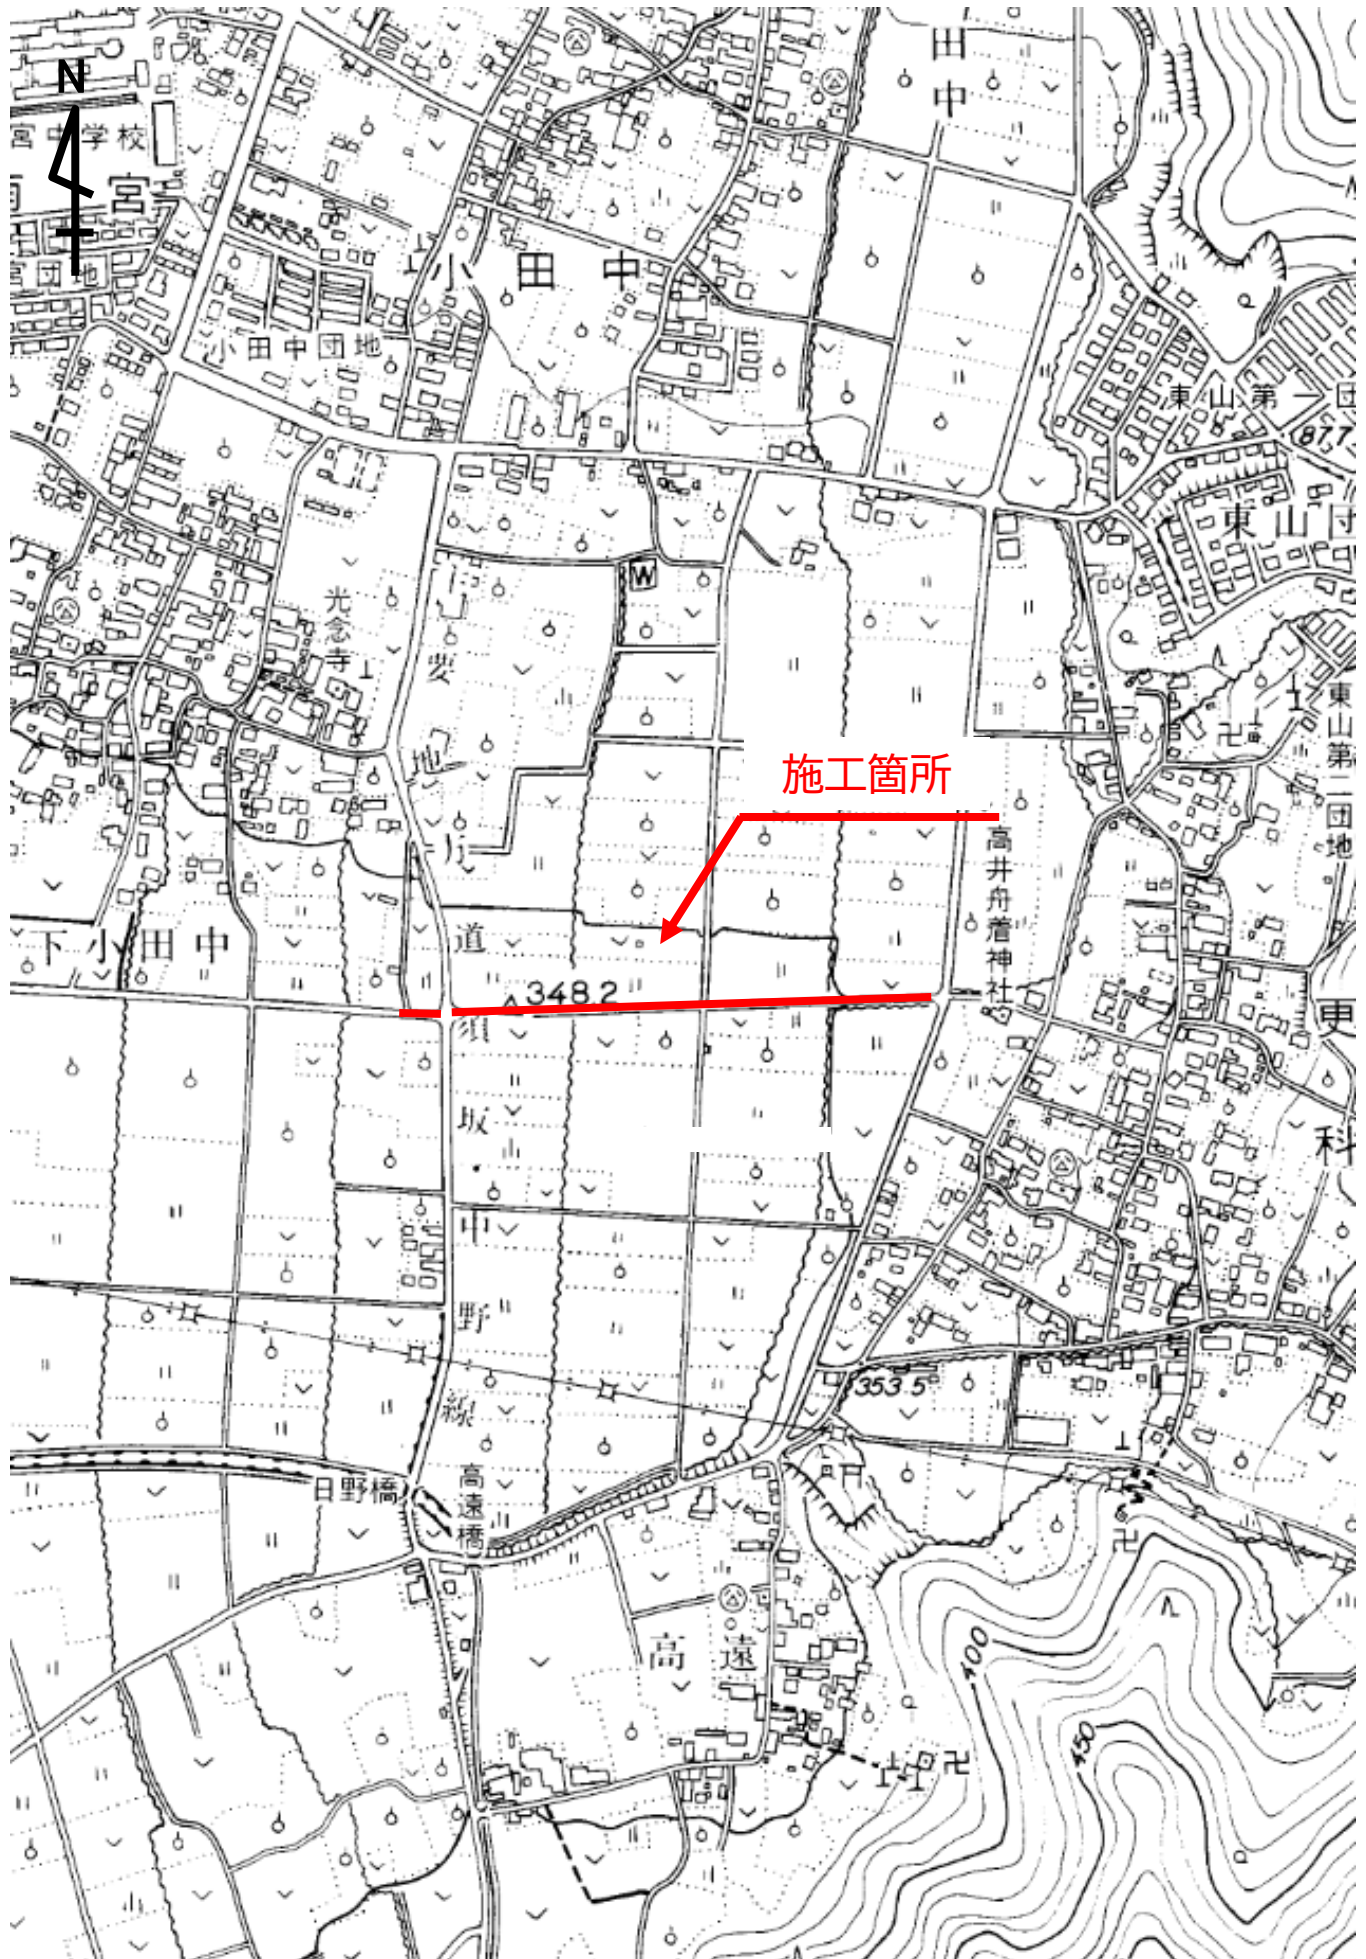 N
田中
宮中学校
宮
宮団地
小田中
小田中団地
東山第一団
877
東山団
W
光念寺
東山第二団地
施工箇所
高井舟着神社
下小田中
348.2
道
須
坂
中
野
線
更
科
353.5
日野橋
高遠橋
高遠
400
450